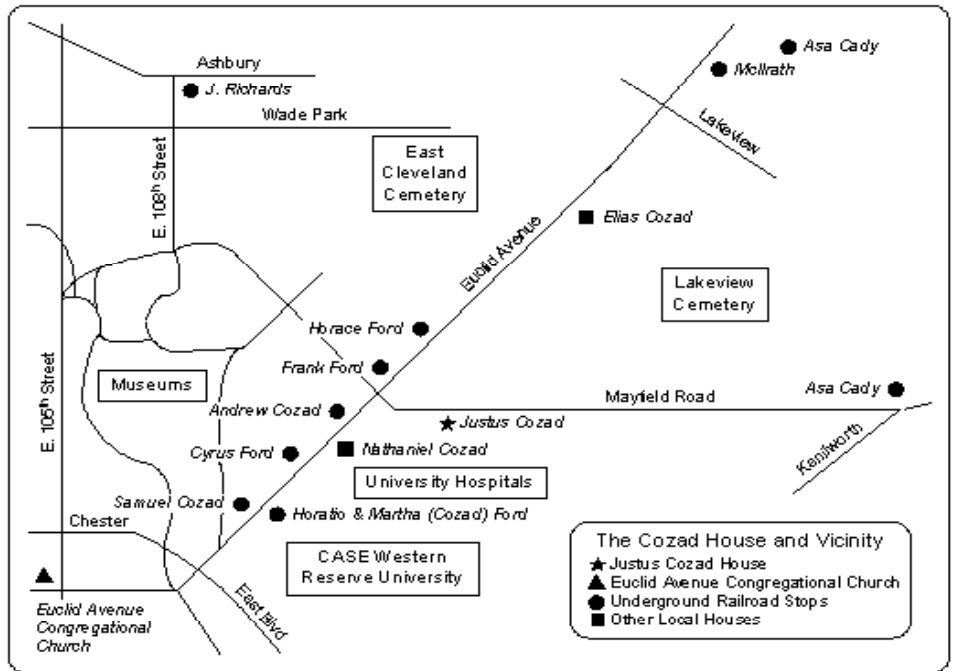 Asa Cady
McIlrath
Ashbury
J. Richards
Wade Park
Lakeview
East
Cleveland
Cemetery
E. 108th Street
Elias Cozad
Euclid Avenue
Lakeview
Cemetery
Horace Ford
Frank Ford
Museums
Asa Cady
E. 105th Street
Mayfield Road
Andrew Cozad
Justus Cozad
Kenilworth
Cyrus Ford
Nathaniel Cozad
University Hospitals
Samuel Cozad
Horatio & Martha (Cozad) Ford
Chester
CASE Western
Reserve University
East Blvd
Euclid Avenue
Congregational
Church
The Cozad House and Vicinity
Justus Cozad House
Euclid Avenue Congregational Church
Underground Railroad Stops
Other Local Houses